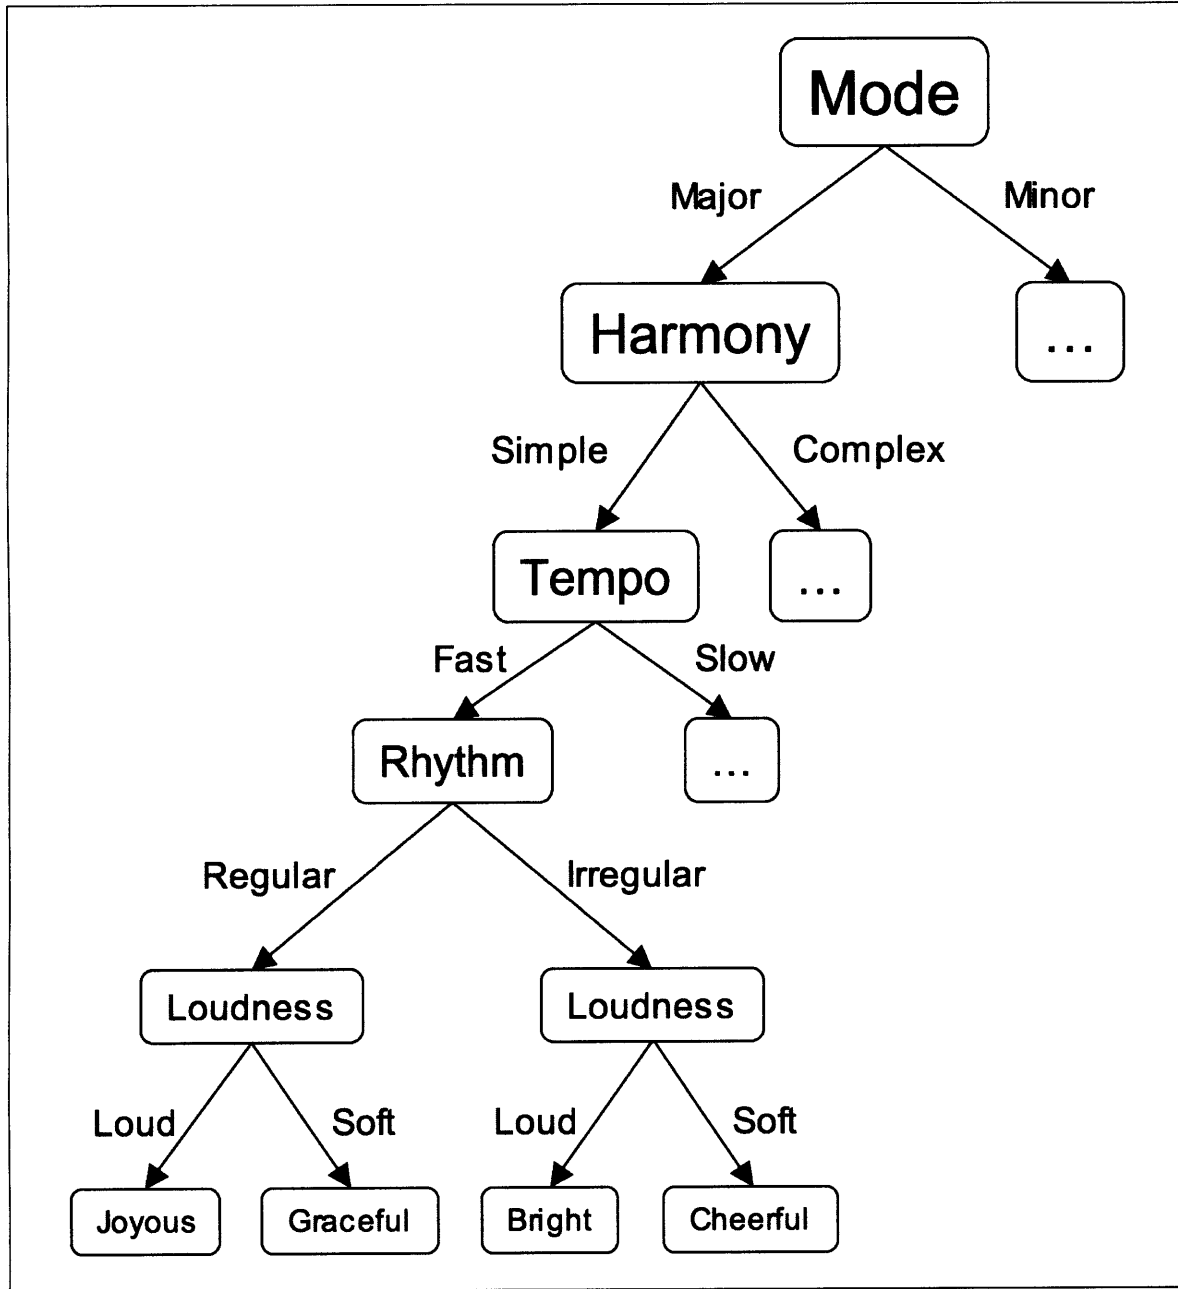 Mode
Major
Minor
Harmony
...
Simple
Complex
Tempo
...
Fast
Slow
Rhythm
...
Regular
Irregular
Loudness
Loudness
Loud
Soft
Loud
Soft
Joyous
Graceful
Bright
Cheerful